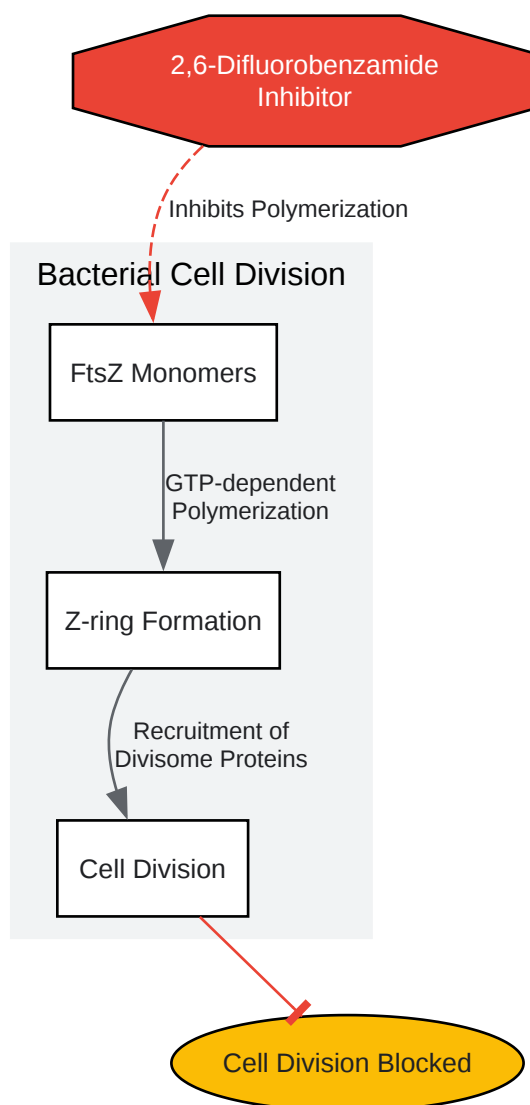 2,6-Difluorobenzamide
Inhibitor
Inhibits Polymerization
Bacterial Cell Division
FtsZ Monomers
GTP-dependent
Polymerization
Z-ring Formation
Recruitment of
Divisome Proteins
Cell Division
Cell Division Blocked